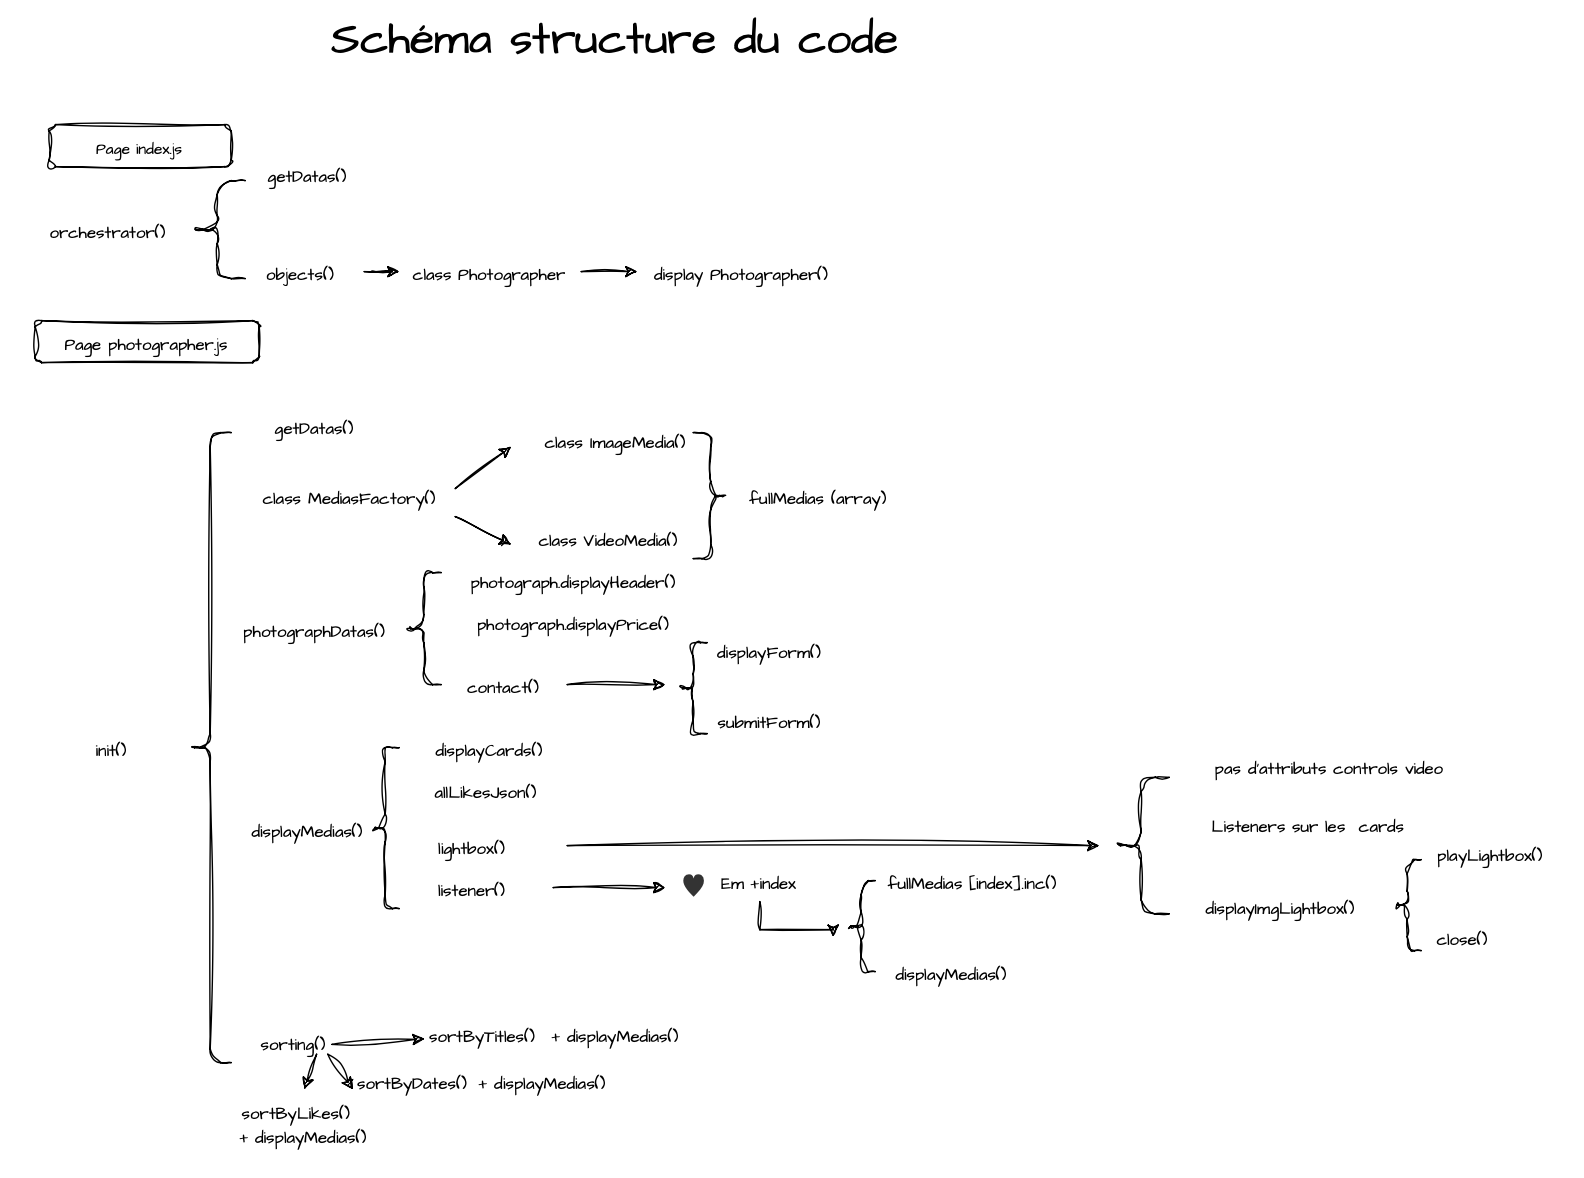 Schéma structure du code
Page index.js
getDatas()
orchestrator()
objects()
class Photographer
display Photographer()
Page photographer.js
getDatas()
class ImageMedia()
class MediasFactory()
fullMedias (array)
class VideoMedia()
photograph.displayHeader()
photograph.displayPrice()
photographDatas()
displayForm()
contact()
submitForm()
init()
displayCards()
pas d'attributs controls video
allLikesJson()
Listeners sur les  cards
displayMedias()
lightbox()
playLightbox()
listener()
Em +index
fullMedias [index].inc()
displayImgLightbox()
close()
displayMedias()
sorting()
sortByTitles()   + displayMedias()
sortByDates()  + displayMedias()
sortByLikes()
+ displayMedias()